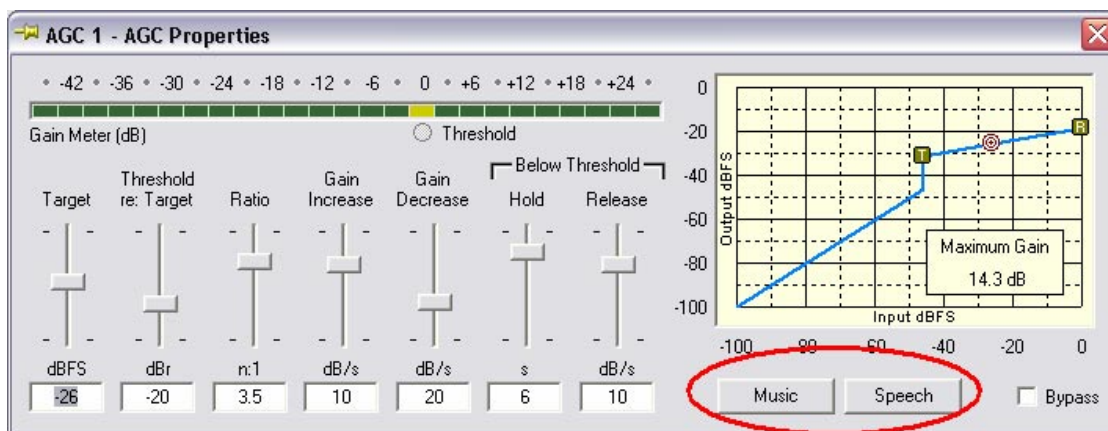 AGC 1 - AGC Properties
-42 -36 -30 -24 -18 -12 -6 0 +6 +12 +18 +24
Gain Meter (dB)
Threshold
Below Threshold
Target
Threshold re: Target
Ratio
Gain Increase
Gain Decrease
Hold
Release
dBFS dBr n:1 dB/s dB/s s dB/s
-26 -20 3.5 10 20 6 10
0
-20
-40
-60
-80
-100
Output dBFS
T
R
Maximum Gain
14.3 dB
Input dBFS
-100 -80 -60 -40 -20 0
Music Speech Bypass